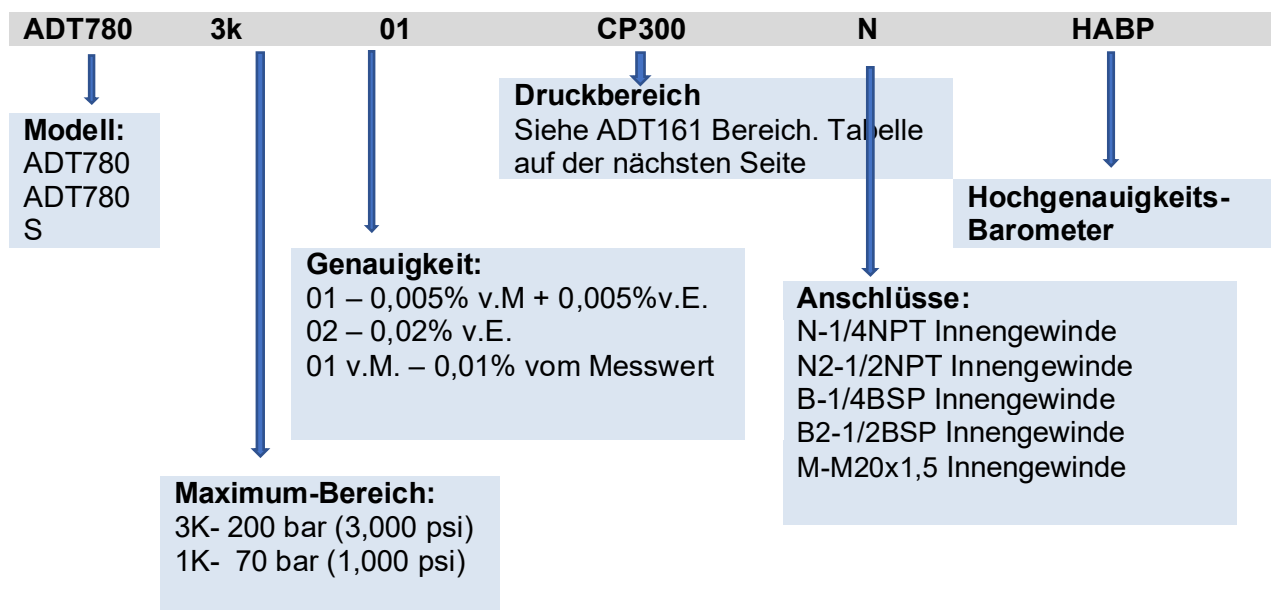 ADT780 3k 01 CP300 N HABP
Modell:
ADT780
ADT780
S
Druckbereich
Siehe ADT161 Bereich. Tabelle
auf der nächsten Seite
Hochgenauigkeits-
Barometer
Genauigkeit:
01 – 0,005% v.M + 0,005%v.E.
02 – 0,02% v.E.
01 v.M. – 0,01% vom Messwert
Anschlüsse:
N-1/4NPT Innengewinde
N2-1/2NPT Innengewinde
B-1/4BSP Innengewinde
B2-1/2BSP Innengewinde
M-M20x1,5 Innengewinde
Maximum-Bereich:
3K- 200 bar (3,000 psi)
1K- 70 bar (1,000 psi)